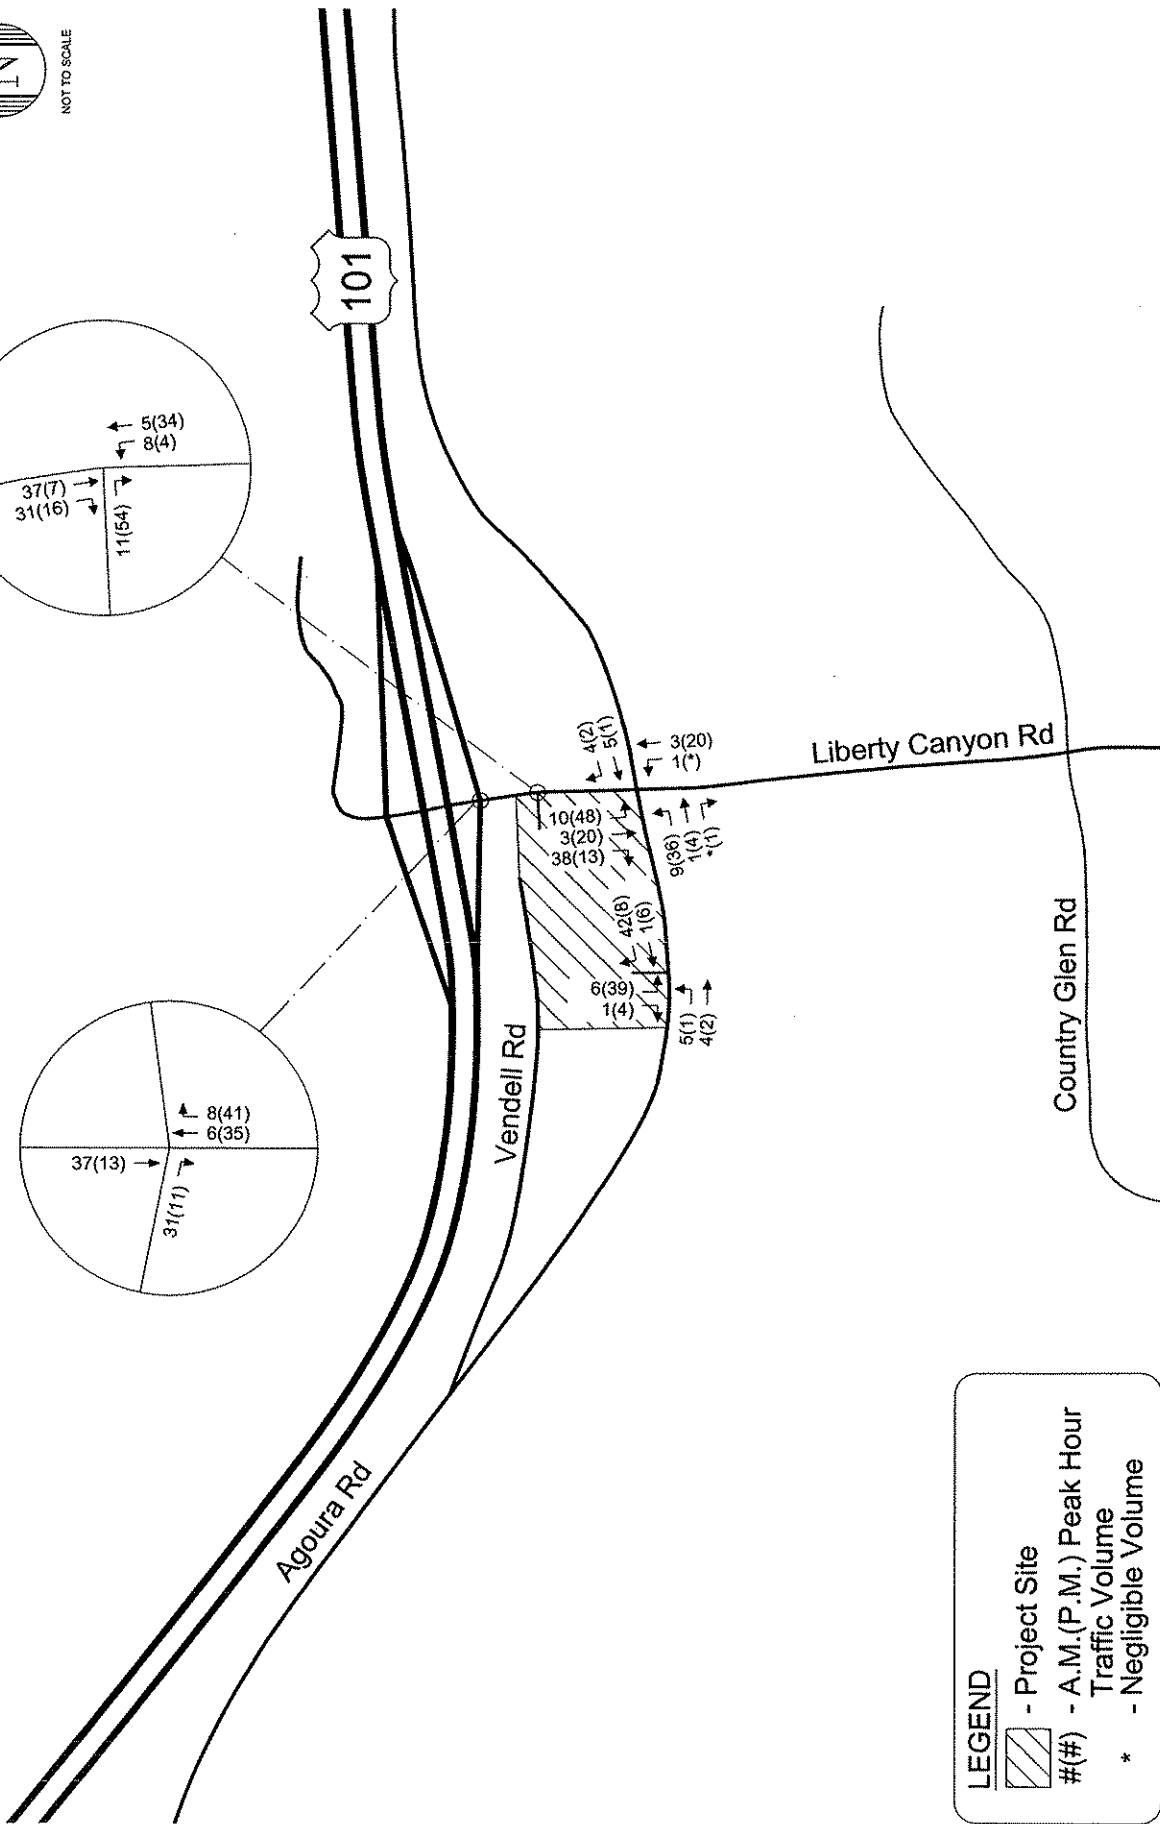 N
NOT TO SCALE
101
5(34)
8(4)
37(7)
31(16)
11(54)
8(41)
6(35)
37(13)
31(11)
4(2)
5(1)
3(20)
1(*)
10(48)
3(20)
38(13)
9(36)
1(4)
*(1)
42(8)
1(6)
6(39)
1(4)
5(1)
4(2)
Liberty Canyon Rd
Country Glen Rd
Vendell Rd
Agoura Rd
LEGEND
- Project Site
#(#) - A.M.(P.M.) Peak Hour
Traffic Volume
* - Negligible Volume